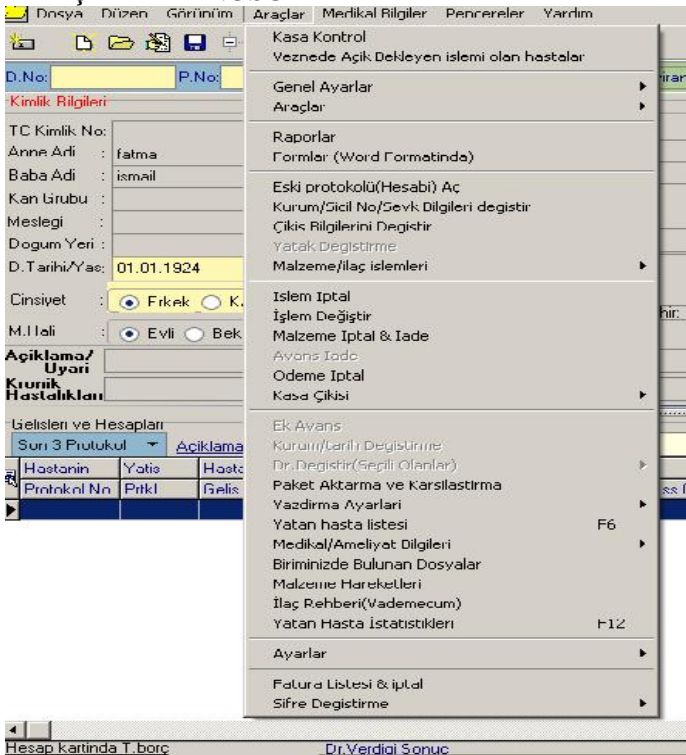 Dosya Düzen Görünüm Araçlar Medikal Bilgiler Pencereler Yardım
D.No: P.No:
Kimlik Bilgileri
TC Kimlik No:
Anne Adi : fatma
Baba Adi : ismail
Kan Grubu :
Meslegi :
Dogum Yeri :
D.Tarihi/Yas: 01.01.1924
Cinsiyet : Erkek K
M.Hali : Evli Bek
Açiklama/
Uyari
Kronik
Hastaliklari
Gelisleri ve Hesaplari
Son 3 Protokol Açiklama
Hastanin Yatis Hasta
Protokol No Prtkl Gelis
Kasa Kontrol
Veznede Açik Bekleyen islemi olan hastalar
Genel Ayarlar
Araçlar
Raporlar
Formlar (Word Formatinda)
Eski protokolü(Hesabi) Aç
Kurum/Sicil No/Sevk Bilgileri degistir
Çikis Bilgilerini Degistir
Yatak Degistirme
Malzeme/ilaç islemleri
Islem Iptal
İşlem Değiştir
Malzeme Iptal & Iade
Avans Iade
Odeme Iptal
Kasa Çikisi
Ek Avans
Kurum/tarih Degistirme
Dr.Degistir(Seçili Olanlar)
Paket Aktarma ve Karsilastirma
Yazdirma Ayarlari
Yatan hasta listesi F6
Medikal/Ameliyat Bilgileri
Biriminizde Bulunan Dosyalar
Malzeme Hareketleri
İlaç Rehberi(Vademecum)
Yatan Hasta İstatistikleri F12
Ayarlar
Fatura Listesi & iptal
Sifre Degistirme
hir:
Hesap kartinda T.borç Dr.Verdigi Sonuc